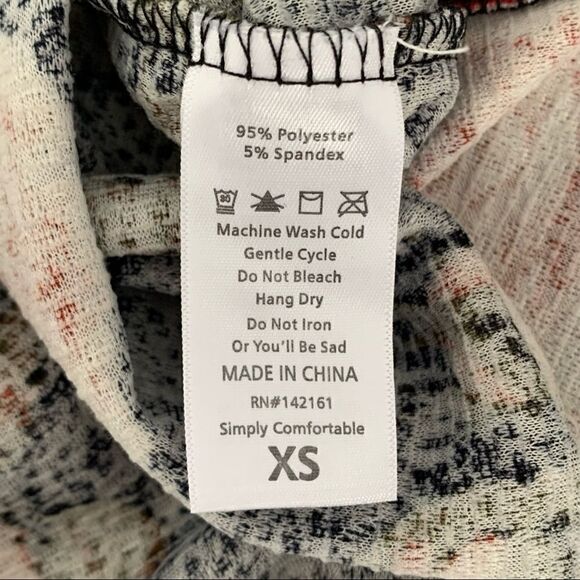 95% Polyester
5% Spandex
30
Machine Wash Cold
Gentle Cycle
Do Not Bleach
Hang Dry
Do Not Iron
Or You'll Be Sad
MADE IN CHINA
RN#142161
Simply Comfortable
XS